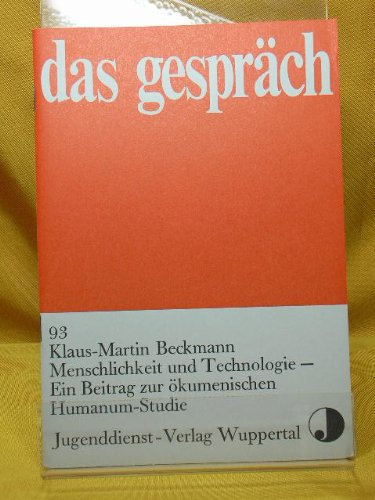 das gespräch
93
Klaus-Martin Beckmann
Menschlichkeit und Technologie –
Ein Beitrag zur ökumenischen
Humanum-Studie
Jugenddienst-Verlag Wuppertal